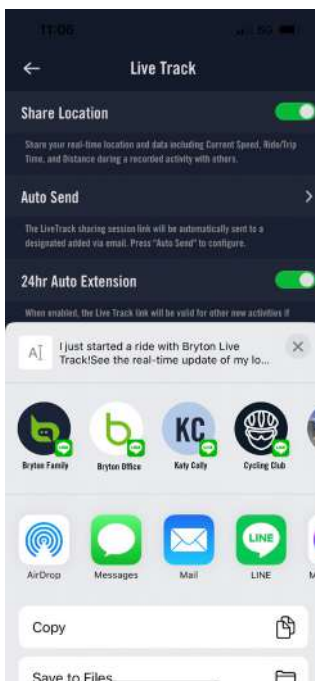 11:06
5G
Live Track
Share Location
Share your real-time location and data including Current Speed, Ride/Trip
Time, and Distance during a recorded activity with others.
Auto Send
The LiveTrack sharing session link will be automatically sent to a
designated added via email. Press "Auto Send" to configure.
24hr Auto Extension
When enabled, the Live Track link will be valid for other new activities if
I just started a ride with Bryton Live
Track!See the real-time update of my lo...
KC
Bryton Family
Bryton Office
Katy Cally
Cycling Club
LINE
AirDrop
Messages
Mail
LINE
M
Copy
Save to Files